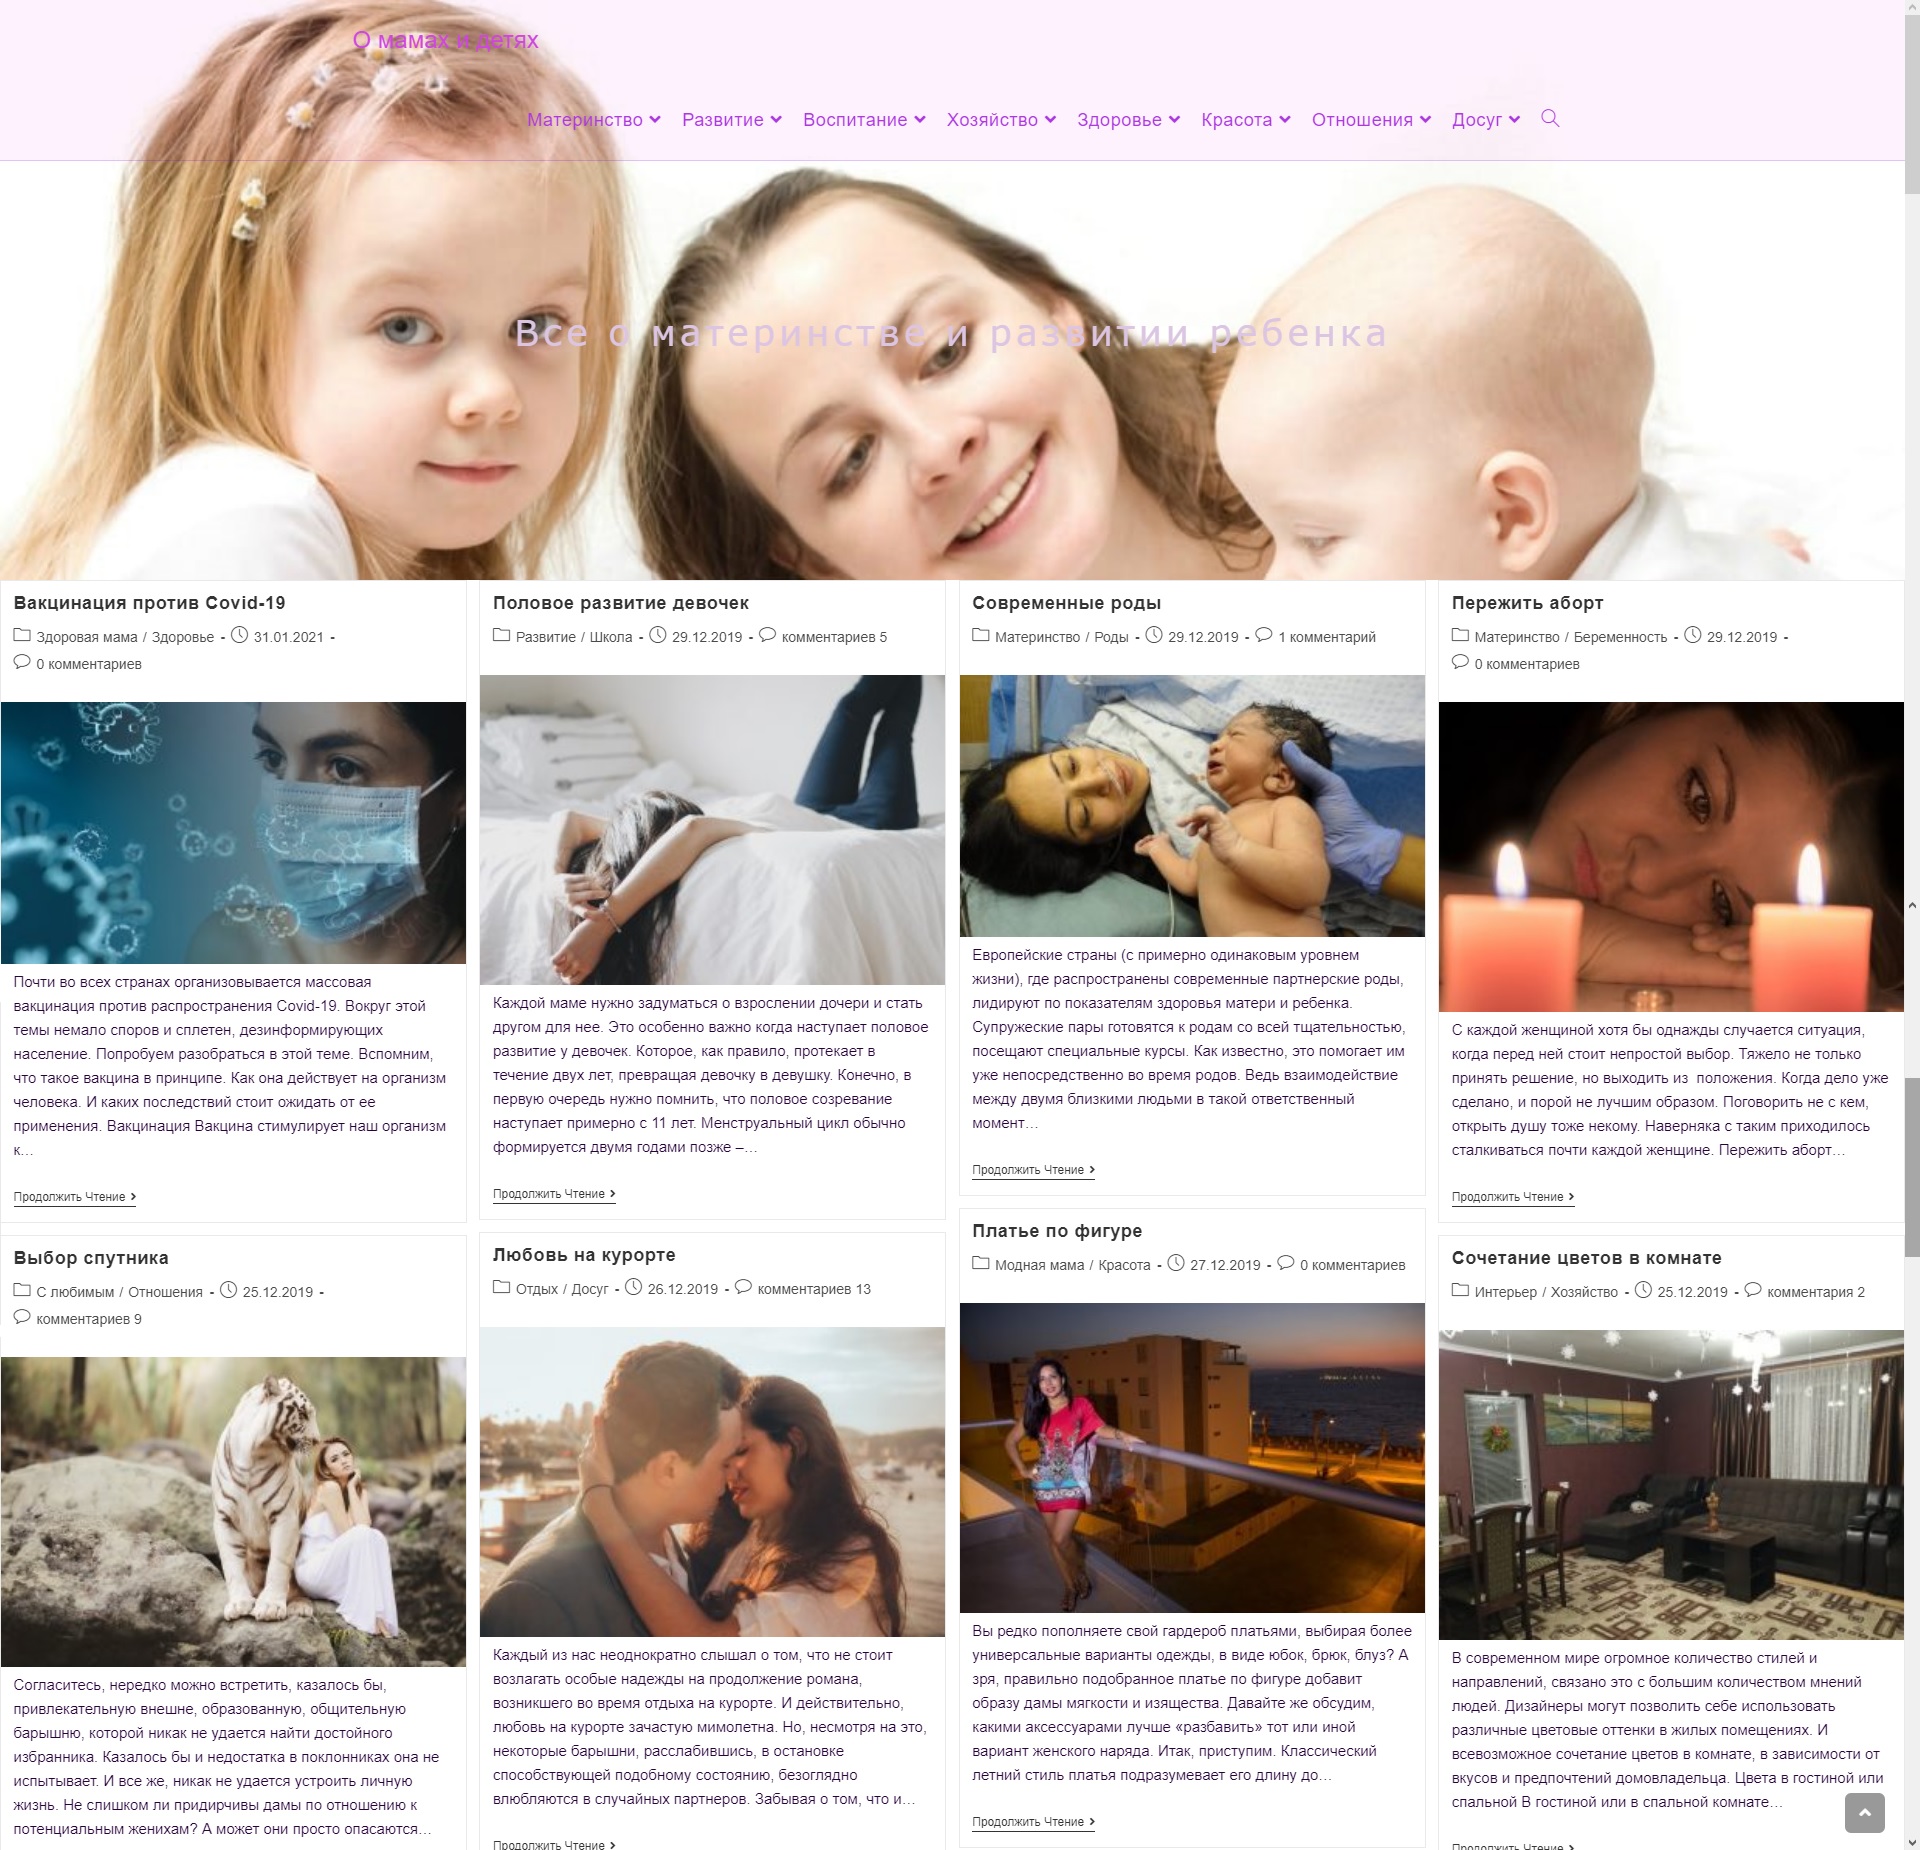 О мамах и детях
Материнство Развитие Воспитание Хозяйство Здоровье Красота Отношения Досуг
Все о материнстве и развитии ребенка
Вакцинация против Covid-19
Здоровая мама / Здоровье - 31.01.2021 -
0 комментариев
Почти во всех странах организовывается массовая
вакцинация против распространения Covid-19. Вокруг этой
темы немало споров и сплетен, дезинформирующих
население. Попробуем разобраться в этой теме. Вспомним,
что такое вакцина в принципе. Как она действует на организм
человека. И каких последствий стоит ожидать от ее
применения. Вакцинация Вакцина стимулирует наш организм
к…
Продолжить Чтение
Половое развитие девочек
Развитие / Школа - 29.12.2019 - комментариев 5
Каждой маме нужно задуматься о взрослении дочери и стать
другом для нее. Это особенно важно когда наступает половое
развитие у девочек. Которое, как правило, протекает в
течение двух лет, превращая девочку в девушку. Конечно, в
первую очередь нужно помнить, что половое созревание
наступает примерно с 11 лет. Менструальный цикл обычно
формируется двумя годами позже –…
Продолжить Чтение
Современные роды
Материнство / Роды - 29.12.2019 - 1 комментарий
Европейские страны (с примерно одинаковым уровнем
жизни), где распространены современные партнерские роды,
лидируют по показателям здоровья матери и ребенка.
Супружеские пары готовятся к родам со всей тщательностью,
посещают специальные курсы. Как известно, это помогает им
уже непосредственно во время родов. Ведь взаимодействие
между двумя близкими людьми в такой ответственный
момент…
Продолжить Чтение
Пережить аборт
Материнство / Беременность - 29.12.2019 -
0 комментариев
С каждой женщиной хотя бы однажды случается ситуация,
когда перед ней стоит непростой выбор. Тяжело не только
принять решение, но выходить из  положения. Когда дело уже
сделано, и порой не лучшим образом. Поговорить не с кем,
открыть душу тоже некому. Наверняка с таким приходилось
сталкиваться почти каждой женщине. Пережить аборт…
Продолжить Чтение
Выбор спутника
С любимым / Отношения - 25.12.2019 -
комментариев 9
Согласитесь, нередко можно встретить, казалось бы,
привлекательную внешне, образованную, общительную
барышню, которой никак не удается найти достойного
избранника. Казалось бы и недостатка в поклонниках она не
испытывает. И все же, никак не удается устроить личную
жизнь. Не слишком ли придирчивы дамы по отношению к
потенциальным женихам? А может они просто опасаются…
Любовь на курорте
Отдых / Досуг - 26.12.2019 - комментариев 13
Каждый из нас неоднократно слышал о том, что не стоит
возлагать особые надежды на продолжение романа,
возникшего во время отдыха на курорте. И действительно,
любовь на курорте зачастую мимолетна. Но, несмотря на это,
некоторые барышни, расслабившись, в остановке
способствующей подобному состоянию, безоглядно
влюбляются в случайных партнеров. Забывая о том, что и…
Продолжить Чтение
Платье по фигуре
Модная мама / Красота - 27.12.2019 - 0 комментариев
Вы редко пополняете свой гардероб платьями, выбирая более
универсальные варианты одежды, в виде юбок, брюк, блуз? А
зря, правильно подобранное платье по фигуре добавит
образу дамы мягкости и изящества. Давайте же обсудим,
какими аксессуарами лучше «разбавить» тот или иной
вариант женского наряда. Итак, приступим. Классический
летний стиль платья подразумевает его длину до…
Продолжить Чтение
Сочетание цветов в комнате
Интерьер / Хозяйство - 25.12.2019 - комментария 2
В современном мире огромное количество стилей и
направлений, связано это с большим количеством мнений
людей. Дизайнеры могут позволить себе использовать
различные цветовые оттенки в жилых помещениях. И
всевозможное сочетание цветов в комнате, в зависимости от
вкусов и предпочтений домовладельца. Цвета в гостиной или
спальной В гостиной или в спальной комнате…
Продолжить Чтение